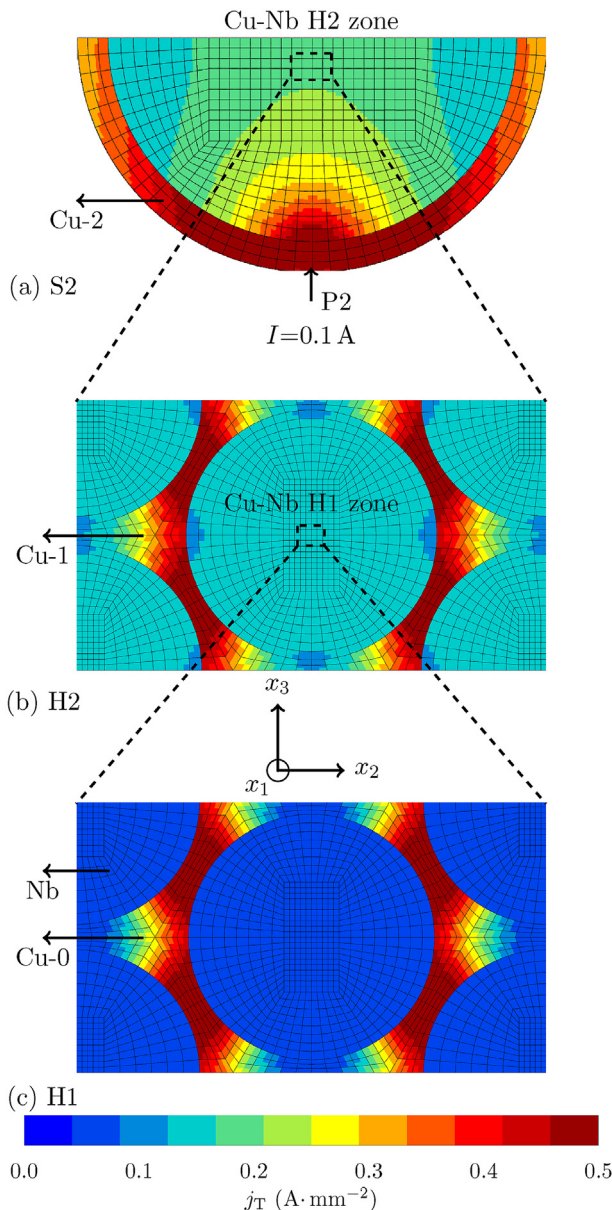 Cu-Nb H2 zone
Cu-2
(a) S2
P2
I=0.1 A
Cu-Nb H1 zone
Cu-1
(b) H2
x₃
x₂
x₁
Nb
Cu-0
(c) H1
0.0 0.1 0.2 0.3 0.4 0.5
j_T (A·mm⁻²)